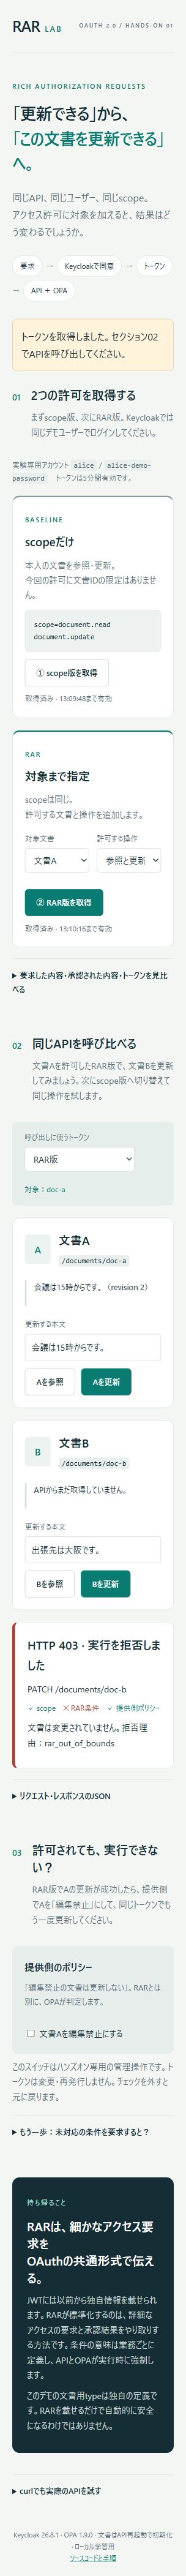 RAR LAB
OAUTH 2.0 / HANDS-ON 01
RICH AUTHORIZATION REQUESTS
「更新できる」から、
「この文書を更新できる」
へ。
同じAPI、同じユーザー、同じscope。
アクセス許可に対象を加えると、結果はど
う変わるでしょうか。
要求 → Keycloakで同意 → トークン
→ API + OPA
トークンを取得しました。セクション02
でAPIを呼び出してください。
01 2つの許可を取得する
まずscope版、次にRAR版。Keycloakでは
同じデモユーザーでログインしてください。
実験専用アカウント alice / alice-demo-
password トークンは5分間有効です。
BASELINE
scopeだけ
本人の文書を参照・更新。
今回の許可に文書IDの限定はありませ
ん。
scope=document.read
document.update
① scope版を取得
取得済み · 13:09:48まで有効
RAR
対象まで指定
scopeは同じ。
許可する文書と操作を追加します。
対象文書 許可する操作
文書A 参照と更新
② RAR版を取得
取得済み · 13:10:16まで有効
▶ 要求した内容・承認された内容・トークンを見比
べる
02 同じAPIを呼び比べる
文書Aを許可したRAR版で、文書Bを更新
してみましょう。次にscope版へ切り替えて
同じ操作を試します。
呼び出しに使うトークン
RAR版
対象：doc-a
A 文書A
/documents/doc-a
会議は15時からです。（revision 2）
更新する本文
会議は15時からです。
Aを参照 Aを更新
B 文書B
/documents/doc-b
APIからまだ取得していません。
更新する本文
出張先は大阪です。
Bを参照 Bを更新
HTTP 403 · 実行を拒否しま
した
PATCH /documents/doc-b
✓ scope ×RAR条件 ✓ 提供側ポリシー
文書は変更されていません。拒否理
由：rar_out_of_bounds
▶ リクエスト・レスポンスのJSON
03 許可されても、実行できな
い？
RAR版でAの更新が成功したら、提供側
でAを「編集禁止」にして、同じトークンでも
う一度更新してください。
提供側のポリシー
「編集禁止の文書は更新しない」。RARとは
別に、OPAが判定します。
文書Aを編集禁止にする
このスイッチはハンズオン専用の管理操作です。ト
ークンは変更・再発行しません。チェックを外すと
元に戻ります。
▶ もう一歩：未対応の条件を要求すると？
持ち帰ること
RARは、細かなアクセス要
求を
OAuthの共通形式で伝え
る。
JWTには以前から独自情報を載せられ
ます。RARが標準化するのは、詳細な
アクセスの要求と承認結果をやり取りす
る方法です。条件の意味は業務ごとに
定義し、APIとOPAが実行時に強制し
ます。
このデモの文書用typeは独自の定義で
す。RARを載せるだけで自動的に安全
になるわけではありません。
▶ curlでも実際のAPIを試す
Keycloak 26.8.1 · OPA 1.9.0 · 文書はAPI再起動で初期化
· ローカル学習用
ソースコードと手順